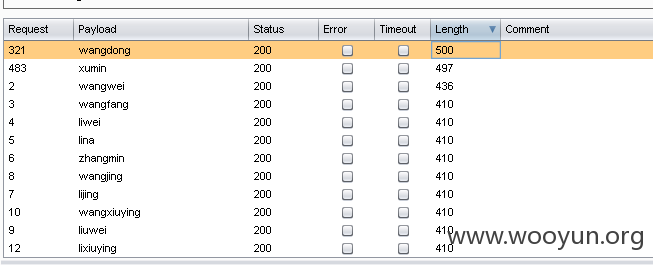 Request Payload Status Error Timeout Length Comment
321 wangdong 200 500
483 xumin 200 497
2 wangwei 200 436
3 wangfang 200 410
4 liwei 200 410
5 lina 200 410
6 zhangmin 200 410
8 wangjing 200 410
7 lijing 200 410
10 wangxiuying 200 410
9 liuwei 200 410
12 lixiuying 200 410
www.wooyun.org